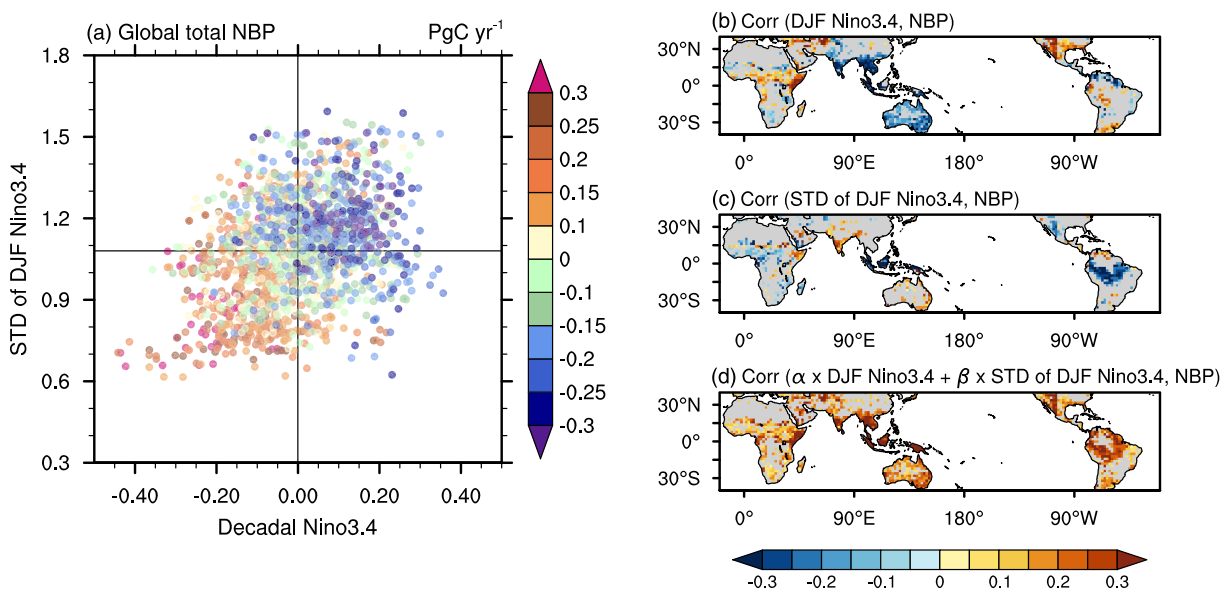 (a) Global total NBP PgC yr-1
1.8
1.5
1.2
0.9
0.6
0.3
STD of DJF Nino3.4
-0.40 -0.20 0.00 0.20 0.40
Decadal Nino3.4
0.3
0.25
0.2
0.15
0.1
0
-0.1
-0.15
-0.2
-0.25
-0.3
(b) Corr (DJF Nino3.4, NBP)
30°N
0°
30°S
0° 90°E 180° 90°W
(c) Corr (STD of DJF Nino3.4, NBP)
30°N
0°
30°S
0° 90°E 180° 90°W
(d) Corr (α x DJF Nino3.4 + β x STD of DJF Nino3.4, NBP)
30°N
0°
30°S
0° 90°E 180° 90°W
-0.3 -0.2 -0.1 0 0.1 0.2 0.3